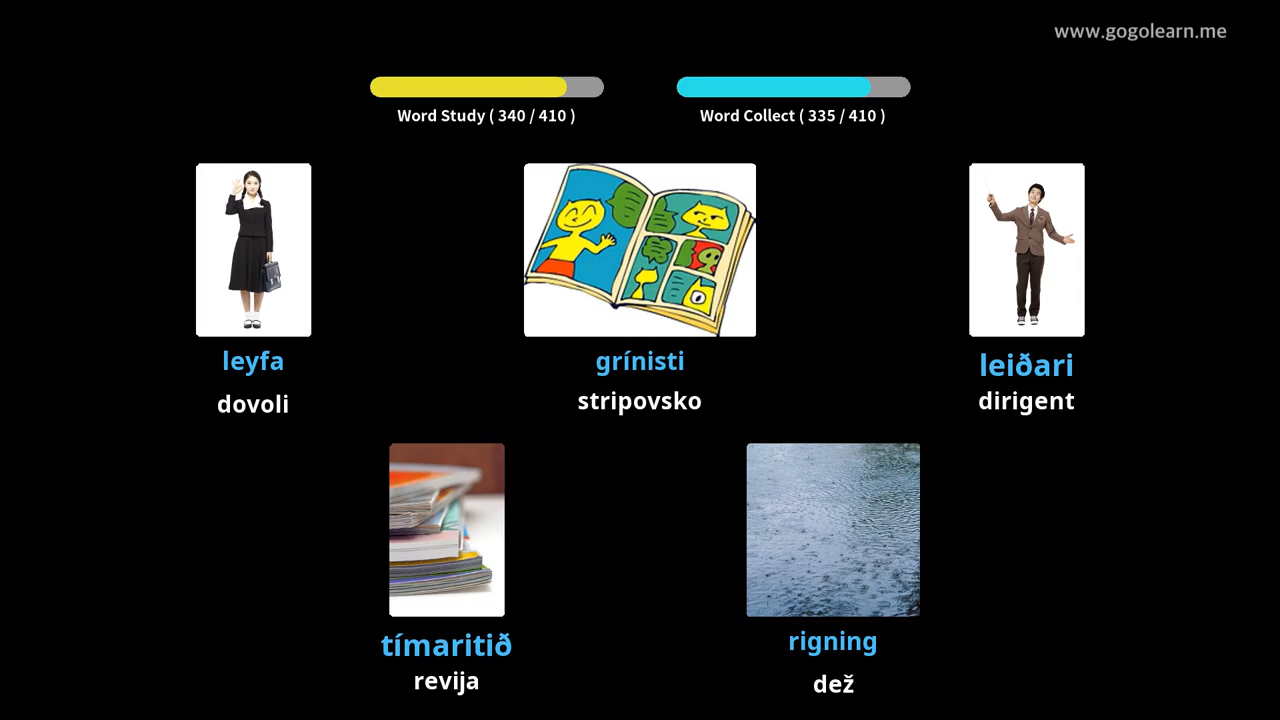 www.gogolearn.me
Word Study ( 340 / 410 )
Word Collect ( 335 / 410 )
leyfa
grínisti
leiðari
dovoli
stripovsko
dirigent
tímaritið
rigning
revija
dež